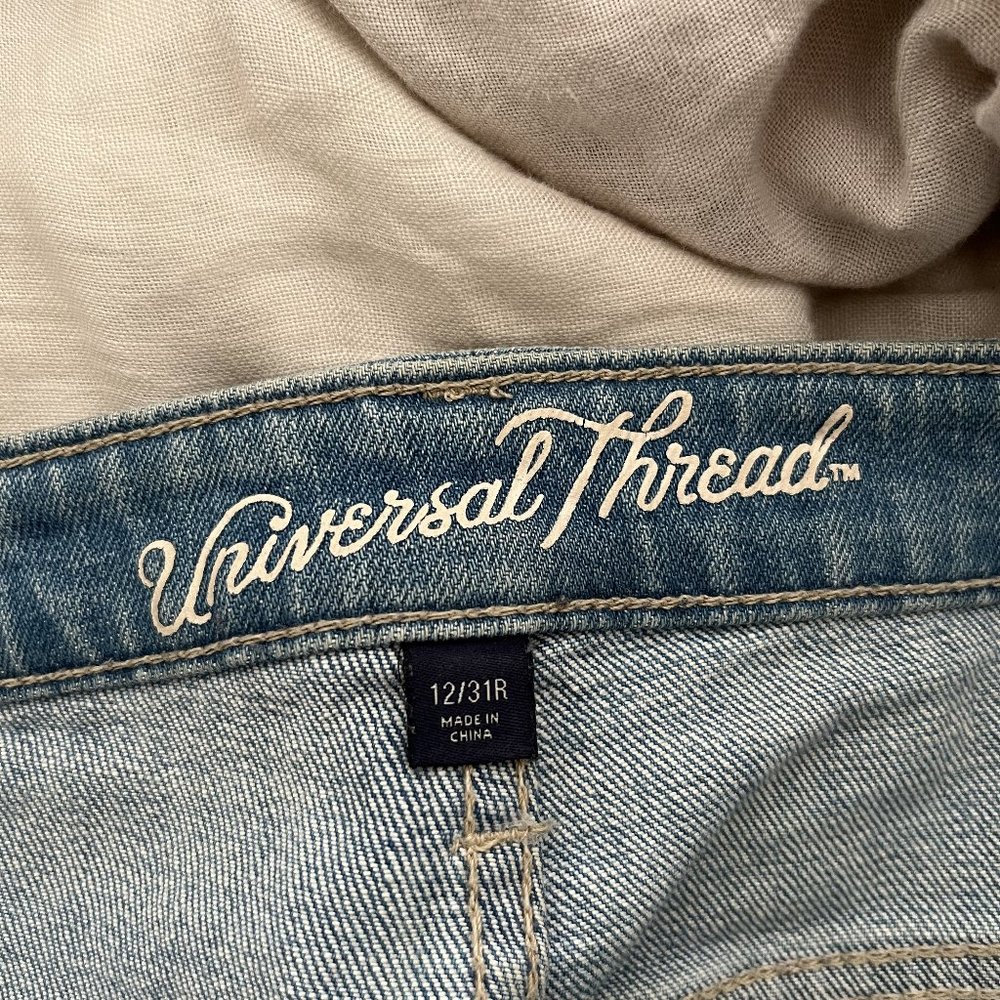 Universal Thread™
12/31R
MADE IN
CHINA